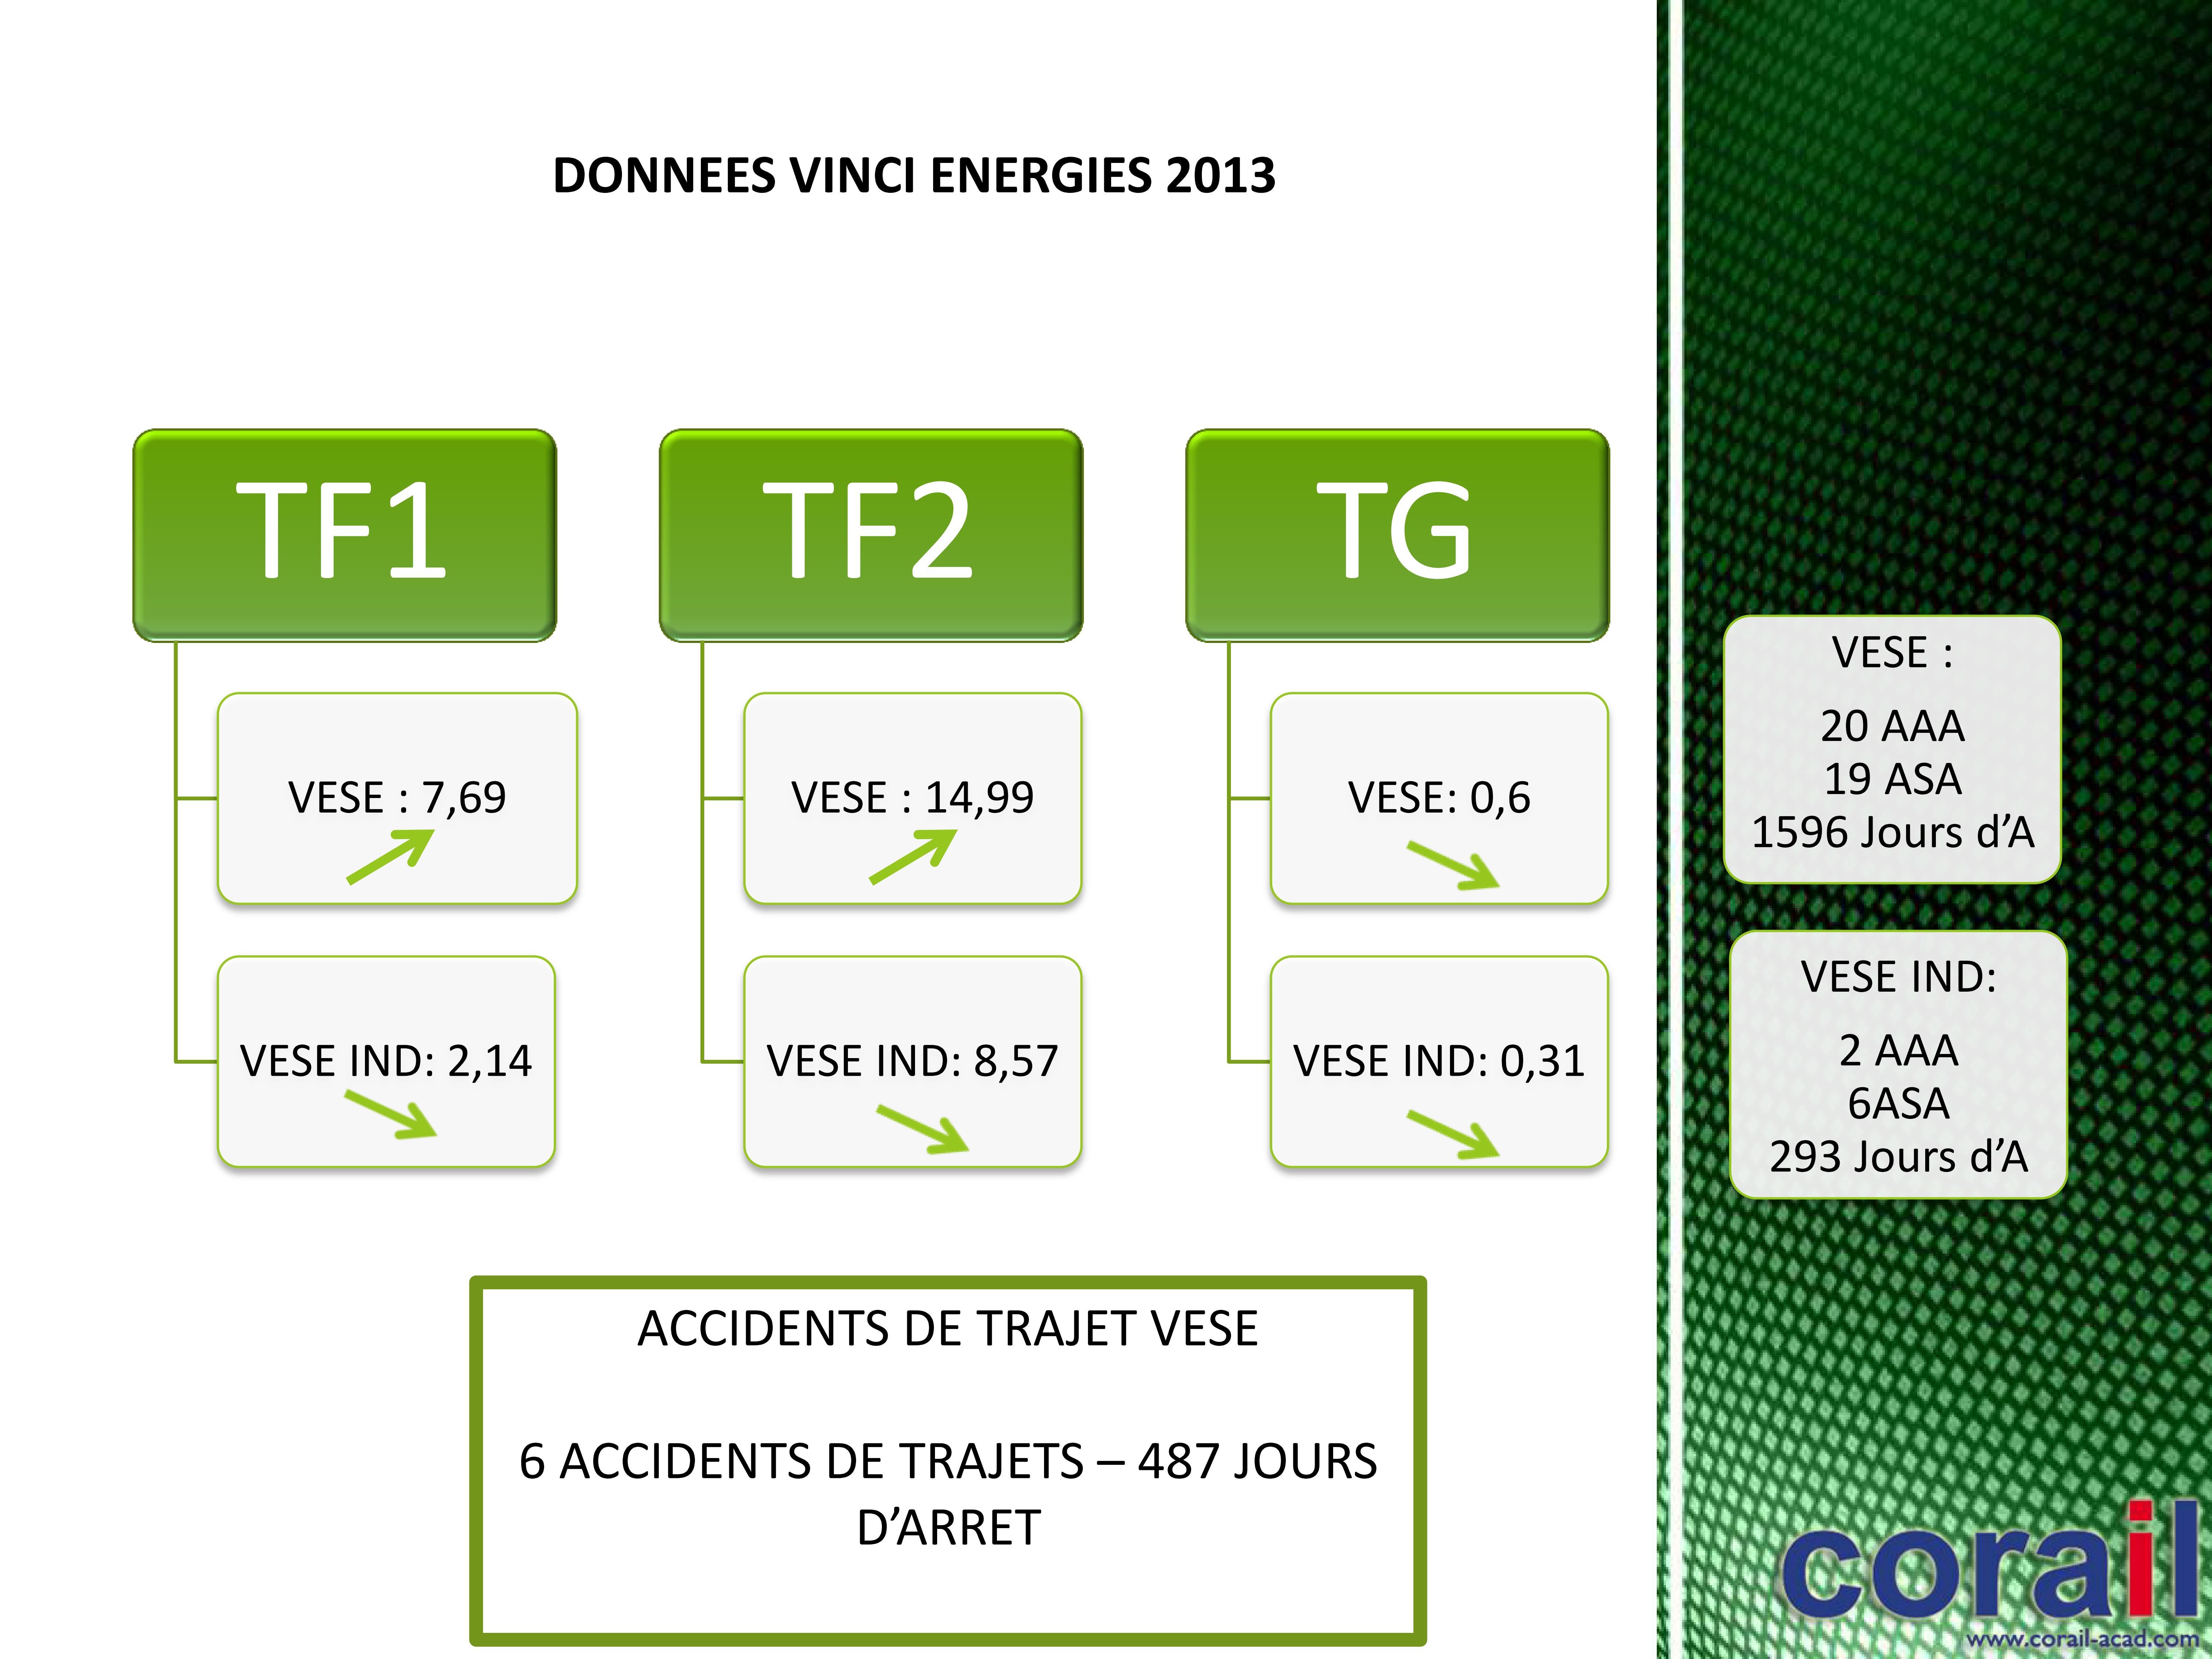 DONNEES VINCI ENERGIES 2013
TF1
VESE : 7,69
VESE IND: 2,14
TF2
VESE : 14,99
VESE IND: 8,57
TG
VESE: 0,6
VESE IND: 0,31
VESE :
20 AAA
19 ASA
1596 Jours d’A
VESE IND:
2 AAA
6ASA
293 Jours d’A
ACCIDENTS DE TRAJET VESE
6 ACCIDENTS DE TRAJETS – 487 JOURS
D’ARRET
corail
www.corail-acad.com